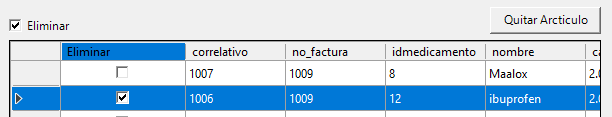 Eliminar
Quitar Arcticulo
Eliminar correlativo no_factura idmedicamento nombre
1007 1009 8 Maalox
1006 1009 12 ibuprofen